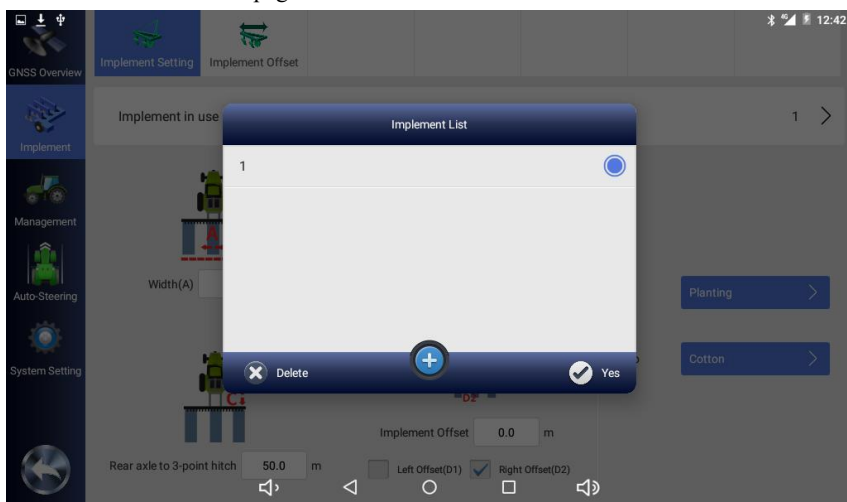 12:42
GNSS Overview
Implement Setting
Implement Offset
Implement in use
1
Implement
Implement List
1
Management
A
Width(A)
Planting
Auto-Steering
Delete
Yes
Cotton
System Setting
C
D2
Implement Offset 0.0 m
Rear axle to 3-point hitch 50.0 m
Left Offset(D1) Right Offset(D2)